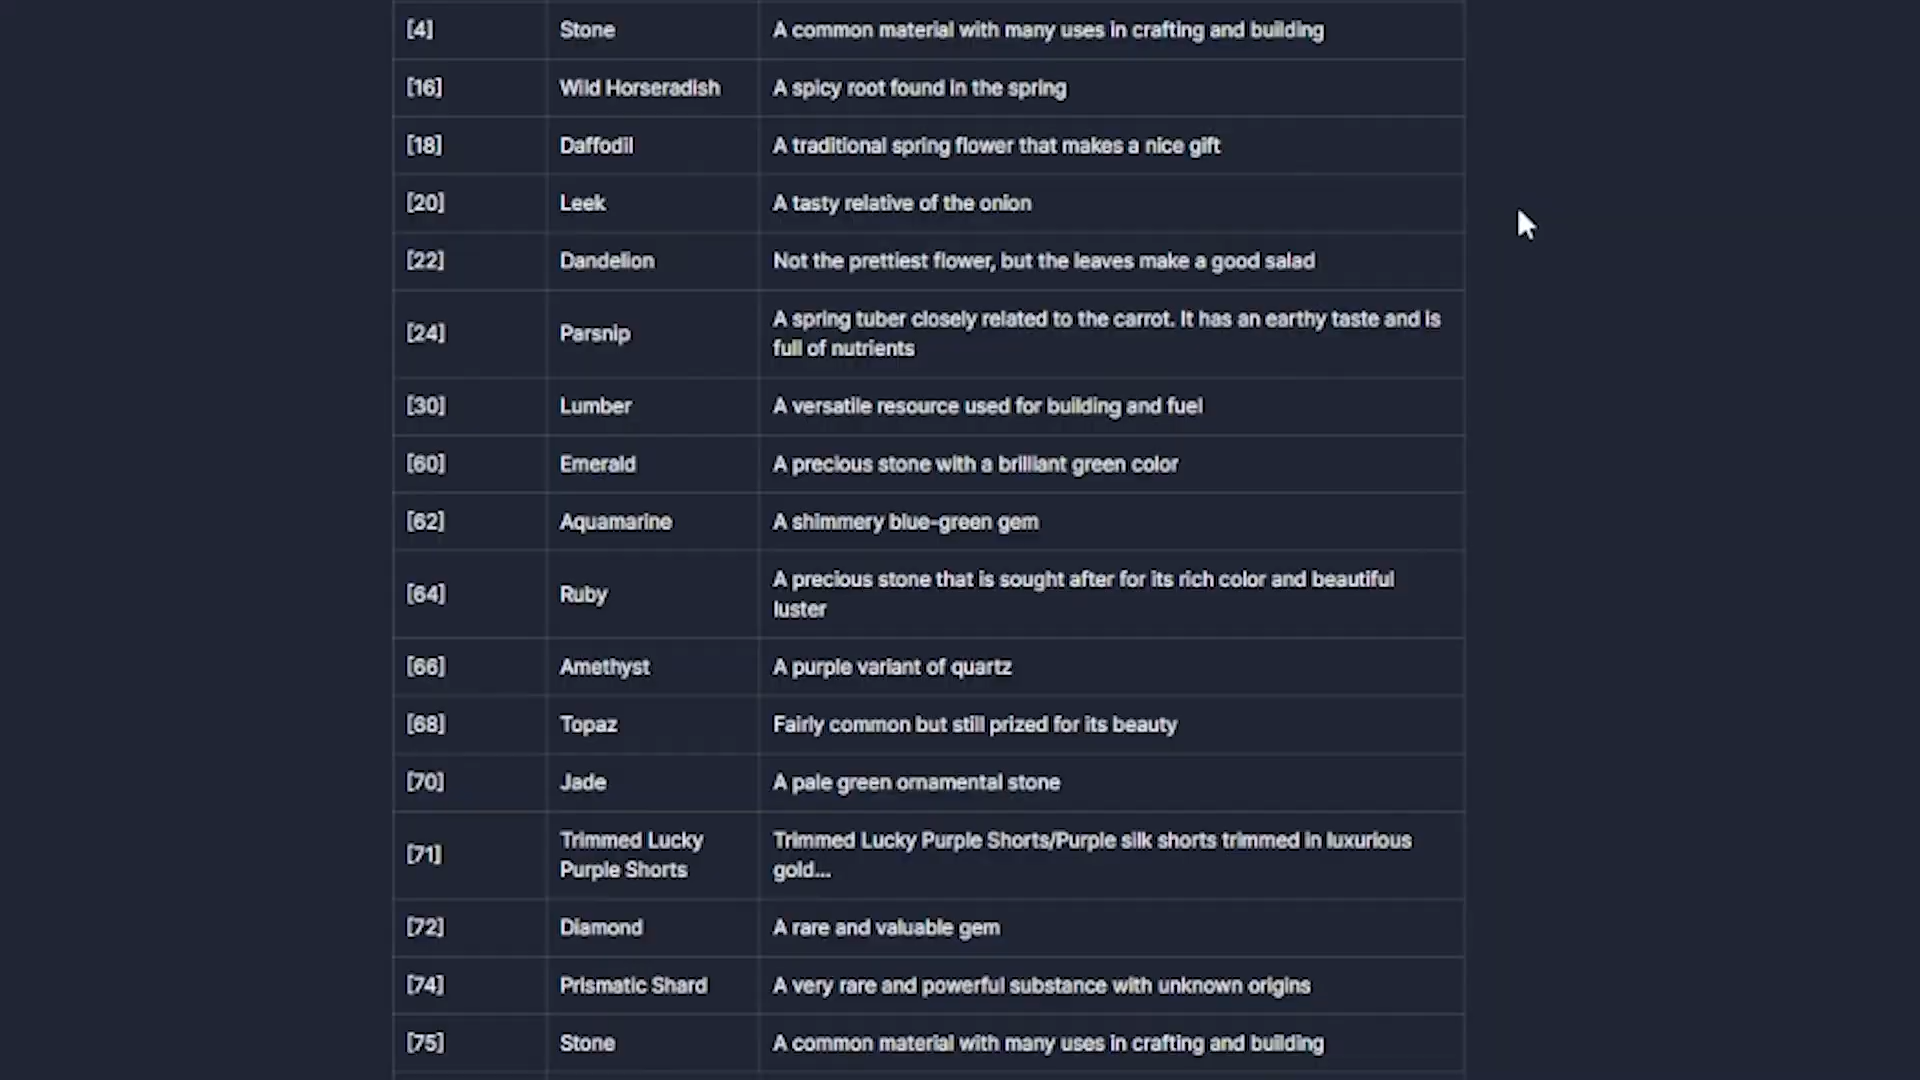 [4] Stone A common material with many uses in crafting and building
[16] Wild Horseradish A spicy root found in the spring
[18] Daffodil A traditional spring flower that makes a nice gift
[20] Leek A tasty relative of the onion
[22] Dandelion Not the prettiest flower, but the leaves make a good salad
[24] Parsnip A spring tuber closely related to the carrot. It has an earthy taste and is
full of nutrients
[30] Lumber A versatile resource used for building and fuel
[60] Emerald A precious stone with a brilliant green color
[62] Aquamarine A shimmery blue-green gem
[64] Ruby A precious stone that is sought after for its rich color and beautiful
luster
[66] Amethyst A purple variant of quartz
[68] Topaz Fairly common but still prized for its beauty
[70] Jade A pale green ornamental stone
[71] Trimmed Lucky
Purple Shorts
Trimmed Lucky Purple Shorts/Purple silk shorts trimmed in luxurious
gold...
[72] Diamond A rare and valuable gem
[74] Prismatic Shard A very rare and powerful substance with unknown origins
[75] Stone A common material with many uses in crafting and building